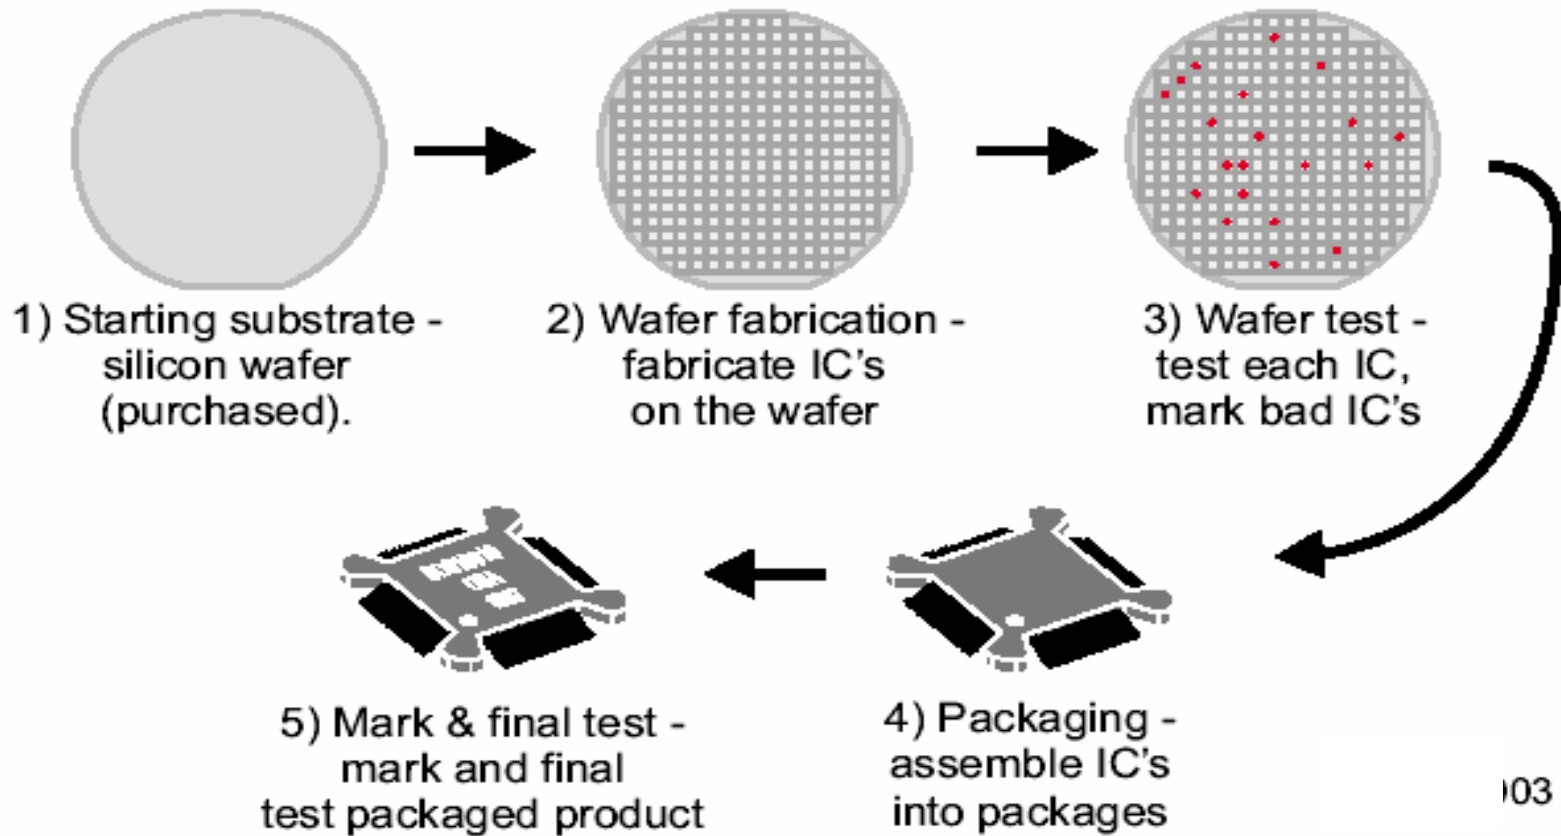 1) Starting substrate -
silicon wafer
(purchased).
2) Wafer fabrication -
fabricate IC's
on the wafer
3) Wafer test -
test each IC,
mark bad IC's
4) Packaging -
assemble IC's
into packages
5) Mark & final test -
mark and final
test packaged product